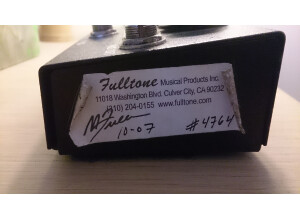 Fulltone Musical Products Inc.
11018 Washington Blvd. Culver City, CA 90232
(310) 204-0155 www.fulltone.com
10-07 #4764